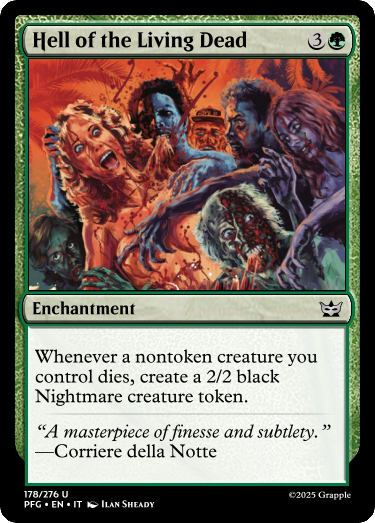 Hell of the Living Dead 3
Enchantment
Whenever a nontoken creature you
control dies, create a 2/2 black
Nightmare creature token.
“A masterpiece of finesse and subtlety.”
—Corriere della Notte
178/276 U
PFG • EN • IT Ilan Sheady
©2025 Grapple